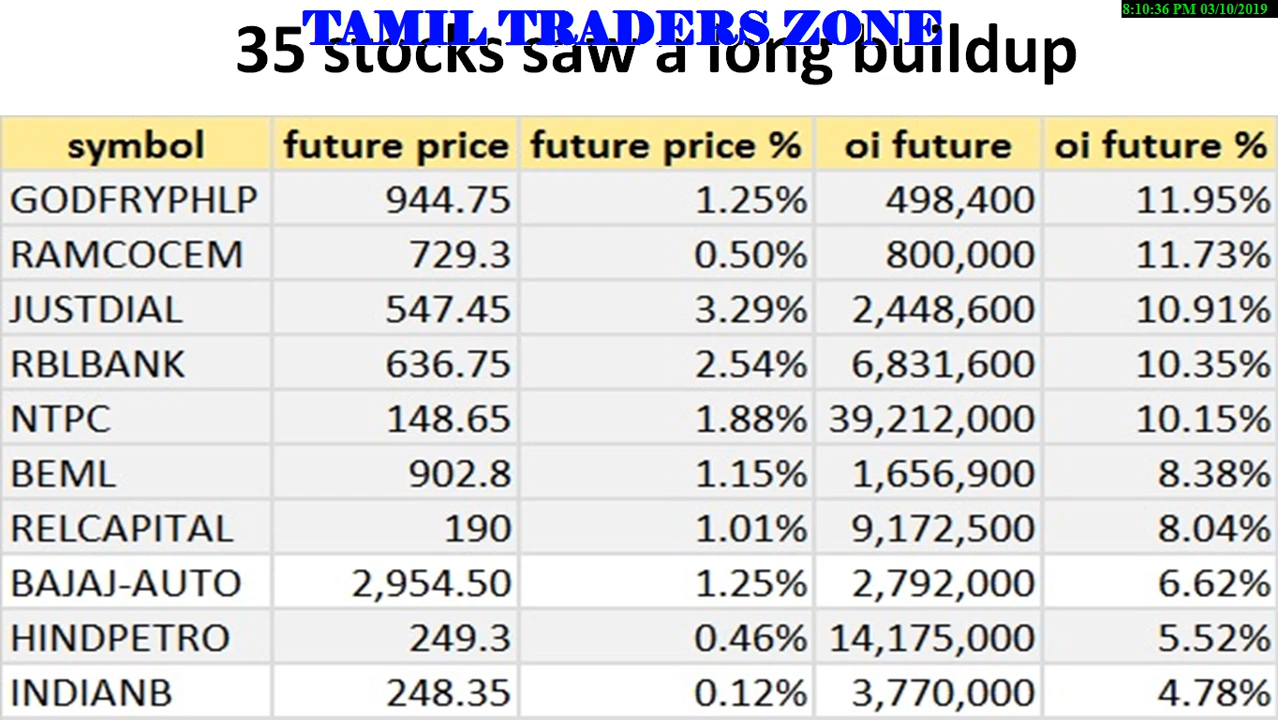 8:10:36 PM 03/10/2019
TAMIL TRADERS ZONE
35 stocks saw a long buildup
symbol future price future price % oi future oi future %
GODFRYPHLP 944.75 1.25% 498,400 11.95%
RAMCOCEM 729.3 0.50% 800,000 11.73%
JUSTDIAL 547.45 3.29% 2,448,600 10.91%
RBLBANK 636.75 2.54% 6,831,600 10.35%
NTPC 148.65 1.88% 39,212,000 10.15%
BEML 902.8 1.15% 1,656,900 8.38%
RELCAPITAL 190 1.01% 9,172,500 8.04%
BAJAJ-AUTO 2,954.50 1.25% 2,792,000 6.62%
HINDPETRO 249.3 0.46% 14,175,000 5.52%
INDIANB 248.35 0.12% 3,770,000 4.78%